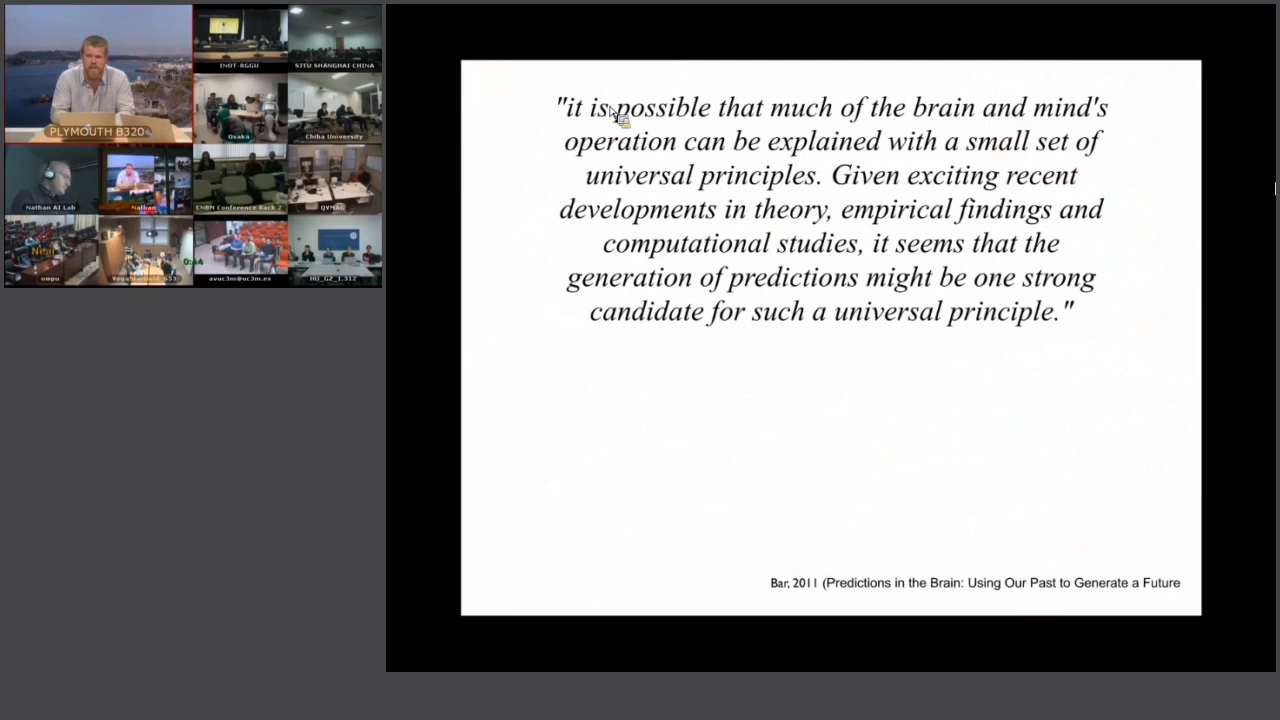 PLYMOUTH B320
INOT-RGGU
SJTU SHANGHAI CHINA
Osaka
Chiba University
Nathan AI Lab
Nathan
QVMAG
ompu
avuc3m@uc3m.es
HU_GZ_1.312
"it is possible that much of the brain and mind's
operation can be explained with a small set of
universal principles. Given exciting recent
developments in theory, empirical findings and
computational studies, it seems that the
generation of predictions might be one strong
candidate for such a universal principle."
Bar, 2011 (Predictions in the Brain: Using Our Past to Generate a Future